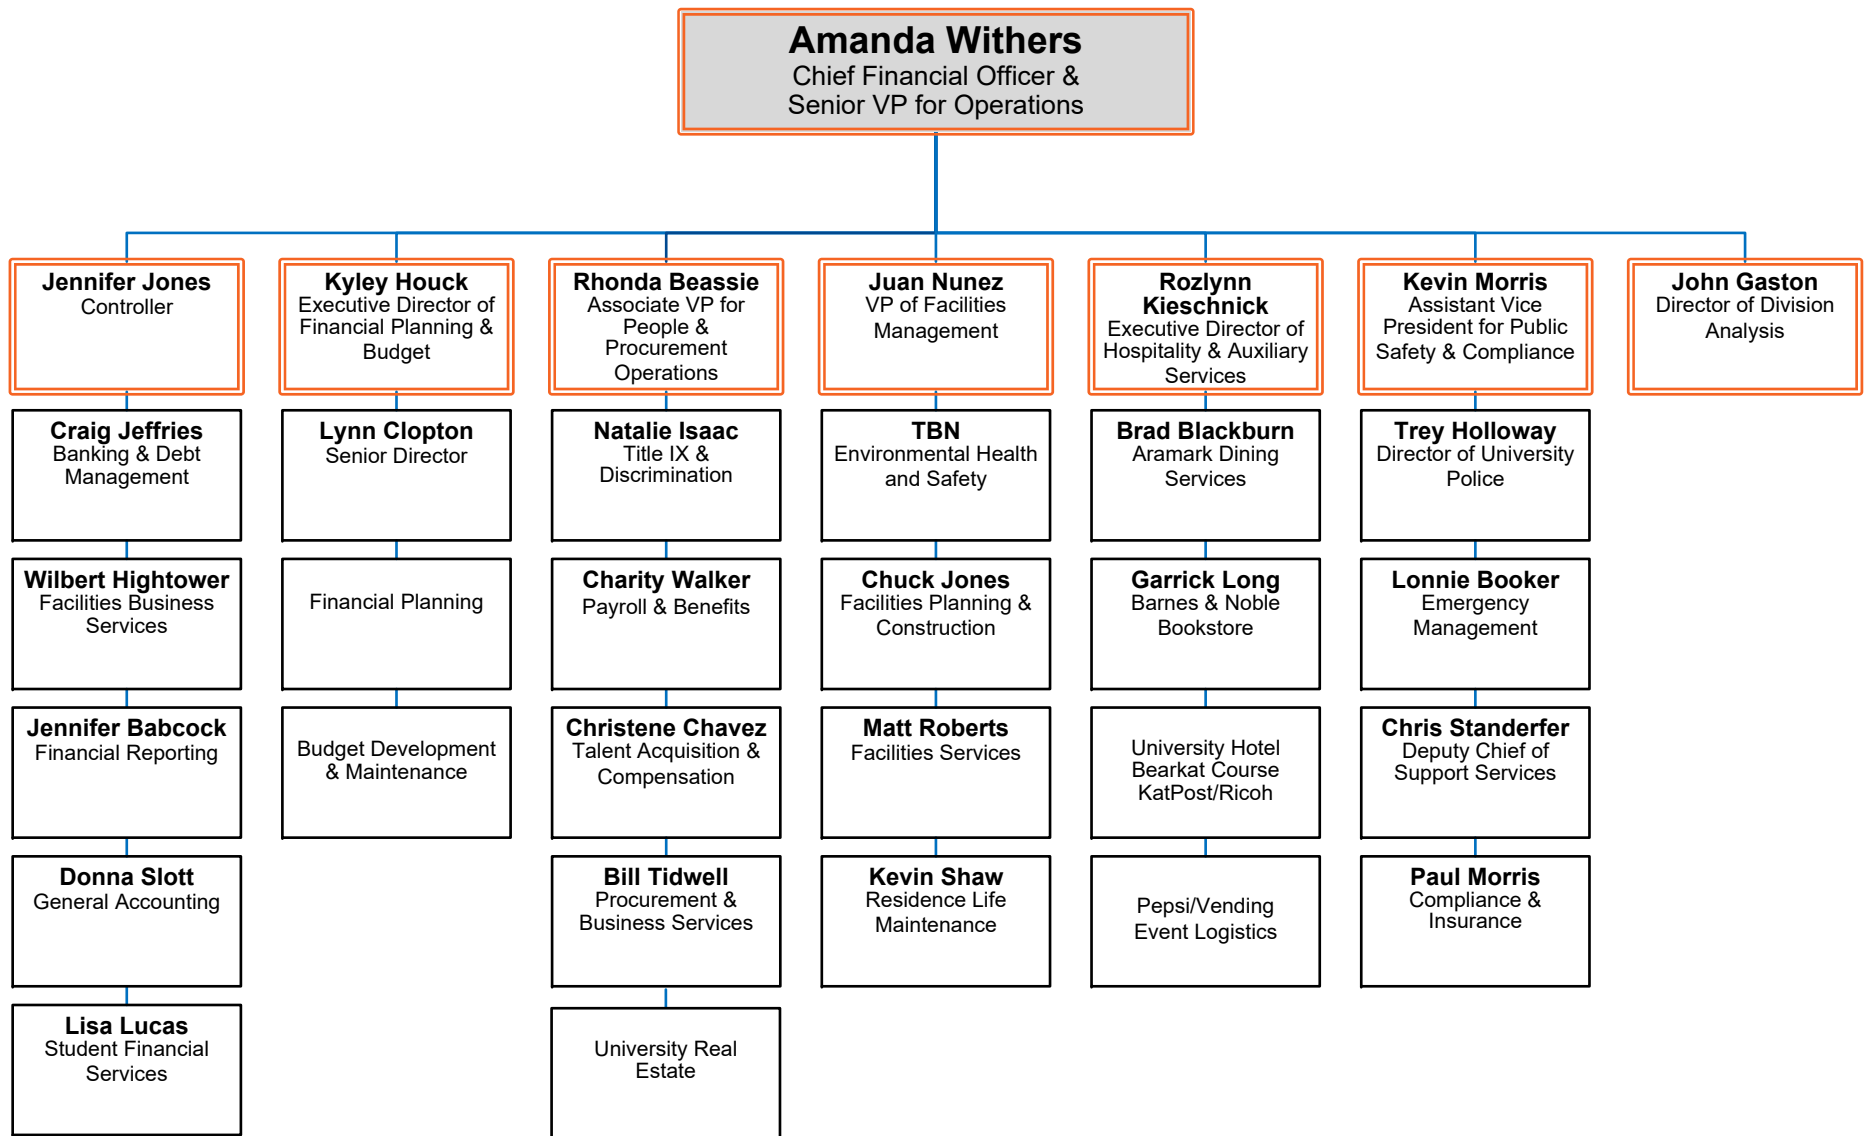 Amanda Withers
Chief Financial Officer &
Senior VP for Operations
Jennifer Jones
Controller
Kyley Houck
Executive Director of
Financial Planning &
Budget
Rhonda Beassie
Associate VP for
People &
Procurement
Operations
Juan Nunez
VP of Facilities
Management
Rozlynn
Kieschnick
Executive Director of
Hospitality & Auxiliary
Services
Kevin Morris
Assistant Vice
President for Public
Safety & Compliance
John Gaston
Director of Division
Analysis
Craig Jeffries
Banking & Debt
Management
Lynn Clopton
Senior Director
Natalie Isaac
Title IX &
Discrimination
TBN
Environmental Health
and Safety
Brad Blackburn
Aramark Dining
Services
Trey Holloway
Director of University
Police
Wilbert Hightower
Facilities Business
Services
Financial Planning
Charity Walker
Payroll & Benefits
Chuck Jones
Facilities Planning &
Construction
Garrick Long
Barnes & Noble
Bookstore
Lonnie Booker
Emergency
Management
Jennifer Babcock
Financial Reporting
Budget Development
& Maintenance
Christene Chavez
Talent Acquisition &
Compensation
Matt Roberts
Facilities Services
University Hotel
Bearkat Course
KatPost/Ricoh
Chris Standerfer
Deputy Chief of
Support Services
Donna Slott
General Accounting
Bill Tidwell
Procurement &
Business Services
Kevin Shaw
Residence Life
Maintenance
Pepsi/Vending
Event Logistics
Paul Morris
Compliance &
Insurance
Lisa Lucas
Student Financial
Services
University Real
Estate